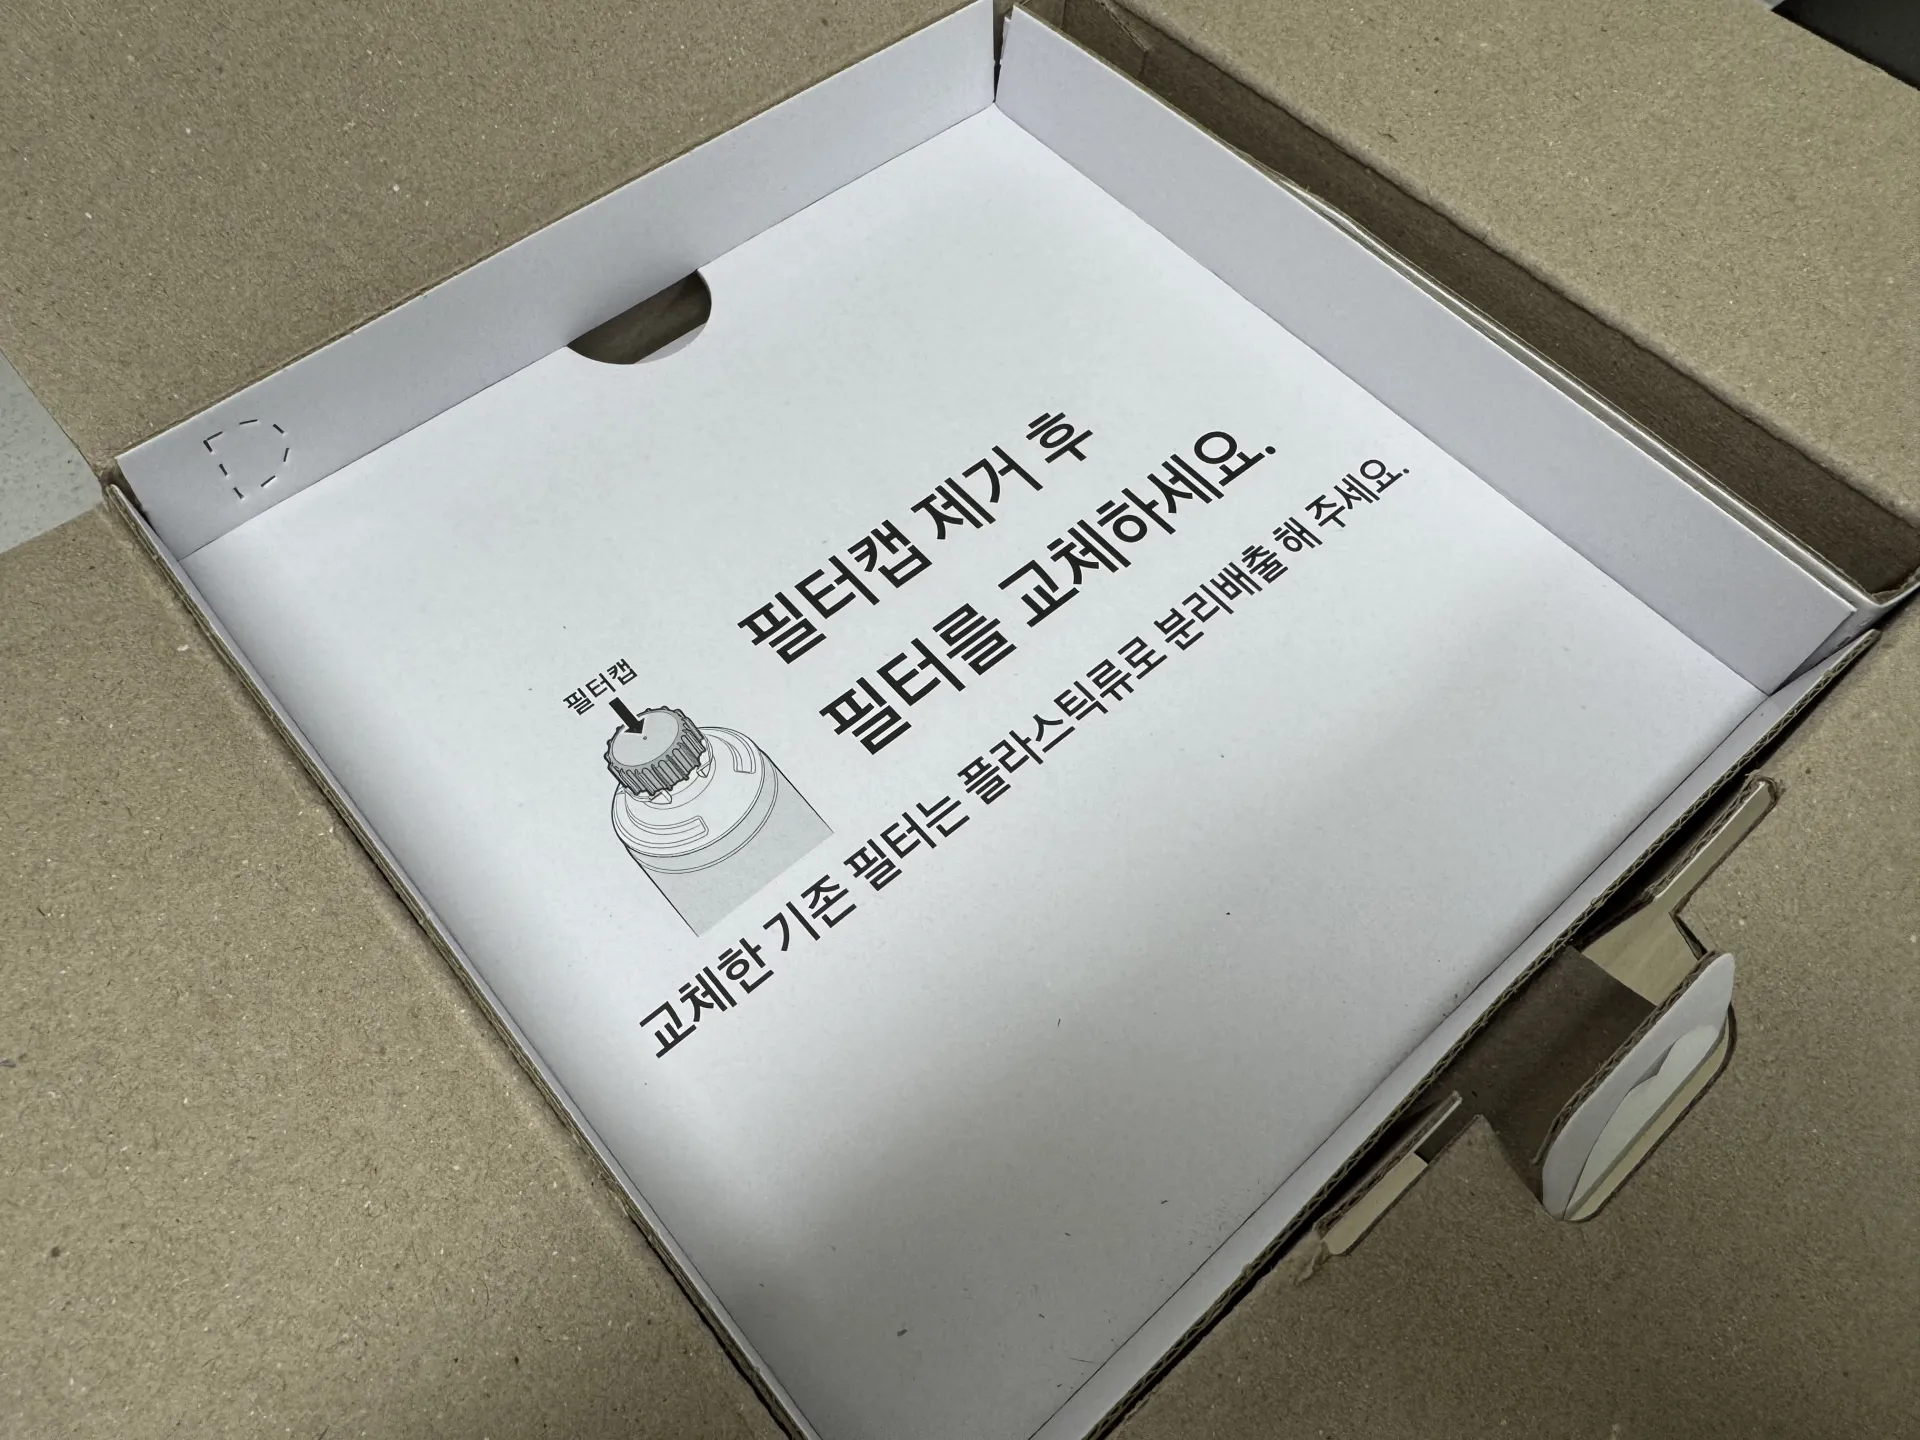 필터캡 제거 후
필터를 교체하세요.
필터캡
교체한 기존 필터는 플라스틱류로 분리배출 해 주세요.